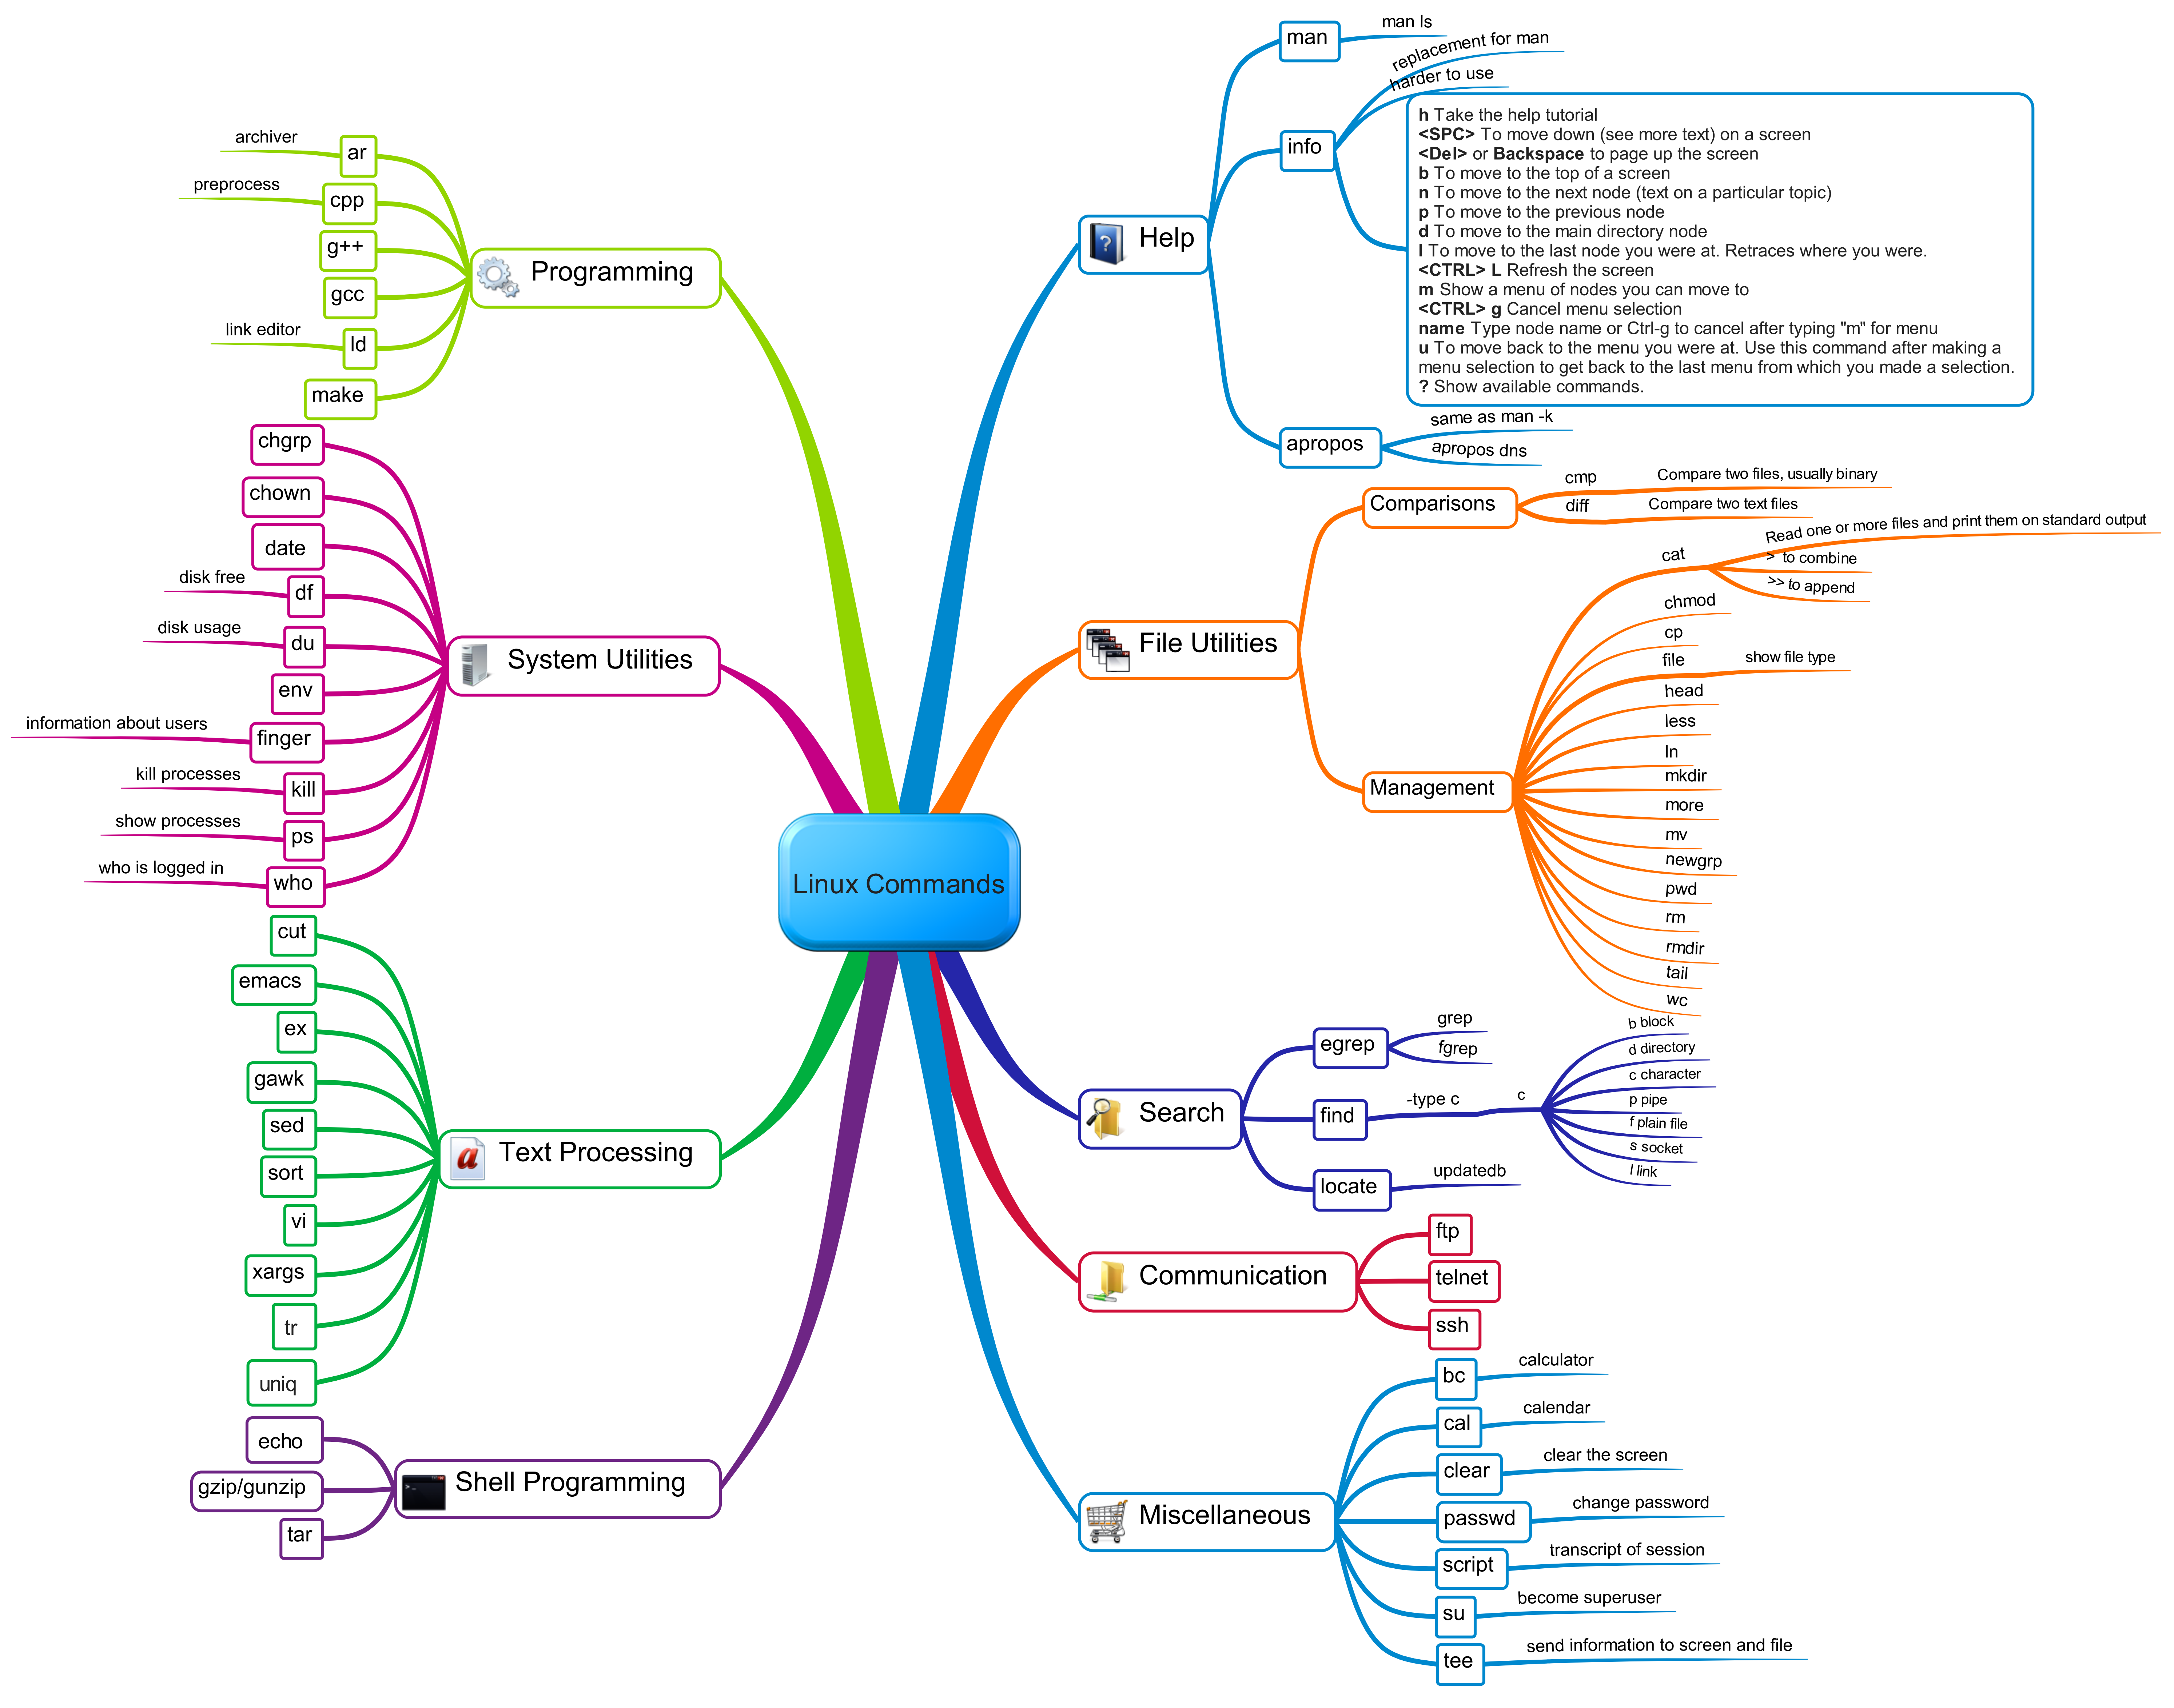 Linux Commands
Help
man
man ls
info
replacement for man
harder to use
h Take the help tutorial
<SPC> To move down (see more text) on a screen
<Del> or Backspace to page up the screen
b To move to the top of a screen
n To move to the next node (text on a particular topic)
p To move to the previous node
d To move to the main directory node
l To move to the last node you were at. Retraces where you were.
<CTRL> L Refresh the screen
m Show a menu of nodes you can move to
<CTRL> g Cancel menu selection
name Type node name or Ctrl-g to cancel after typing "m" for menu
u To move back to the menu you were at. Use this command after making a
menu selection to get back to the last menu from which you made a selection.
? Show available commands.
apropos
same as man -k
apropos dns
File Utilities
Comparisons
cmp
Compare two files, usually binary
diff
Compare two text files
Management
cat
Read one or more files and print them on standard output
> to combine
>> to append
chmod
cp
file
show file type
head
less
ln
mkdir
more
mv
newgrp
pwd
rm
rmdir
tail
wc
Search
egrep
grep
fgrep
find
-type c
c
b block
d directory
c character
p pipe
f plain file
s socket
l link
locate
updatedb
Communication
ftp
telnet
ssh
Miscellaneous
bc
calculator
cal
calendar
clear
clear the screen
passwd
change password
script
transcript of session
su
become superuser
tee
send information to screen and file
Programming
ar
archiver
cpp
preprocess
g++
gcc
ld
link editor
make
System Utilities
chgrp
chown
date
df
disk free
du
disk usage
env
finger
information about users
kill
kill processes
ps
show processes
who
who is logged in
Text Processing
cut
emacs
ex
gawk
sed
sort
vi
xargs
tr
uniq
Shell Programming
echo
gzip/gunzip
tar